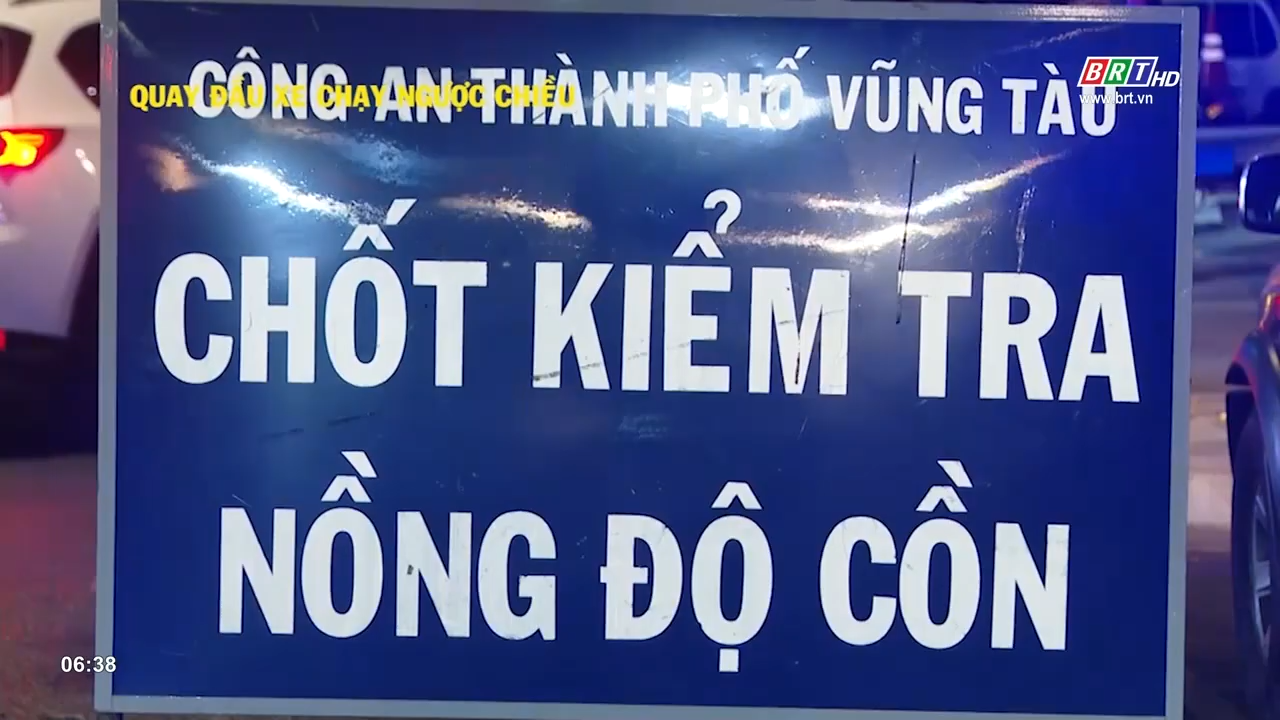 CÔNG AN THÀNH PHỐ VŨNG TÀU
QUAY ĐẦU XE CHẠY NGƯỢC CHIỀU
BRT HD
www.brt.vn
CHỐT KIỂM TRA
NỒNG ĐỘ CỒN
06:38